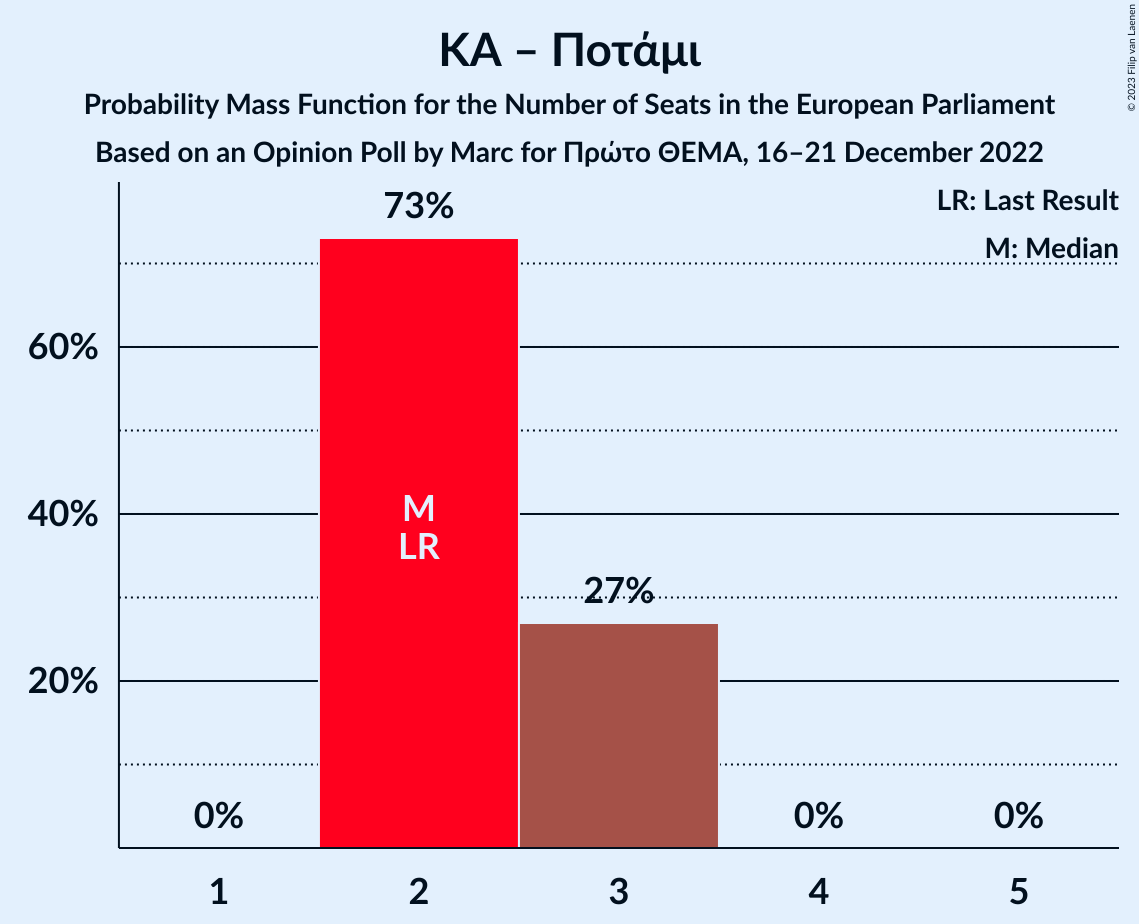 ΚΑ – Ποτάμι
Probability Mass Function for the Number of Seats in the European Parliament
Based on an Opinion Poll by Marc for Πρώτο ΘΕΜΑ, 16–21 December 2022
© 2023 Filip van Laenen
LR: Last Result
M: Median
73%
60%
40%
20%
M
LR
27%
0%
0%
0%
1
2
3
4
5